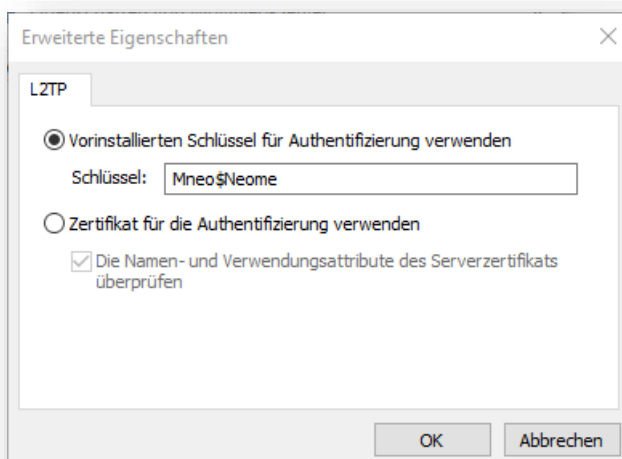 Erweiterte Eigenschaften
L2TP
Vorinstallierten Schlüssel für Authentifizierung verwenden
Schlüssel: Mneo$Neome
Zertifikat für die Authentifizierung verwenden
Die Namen- und Verwendungsattribute des Serverzertifikats
überprüfen
OK Abbrechen